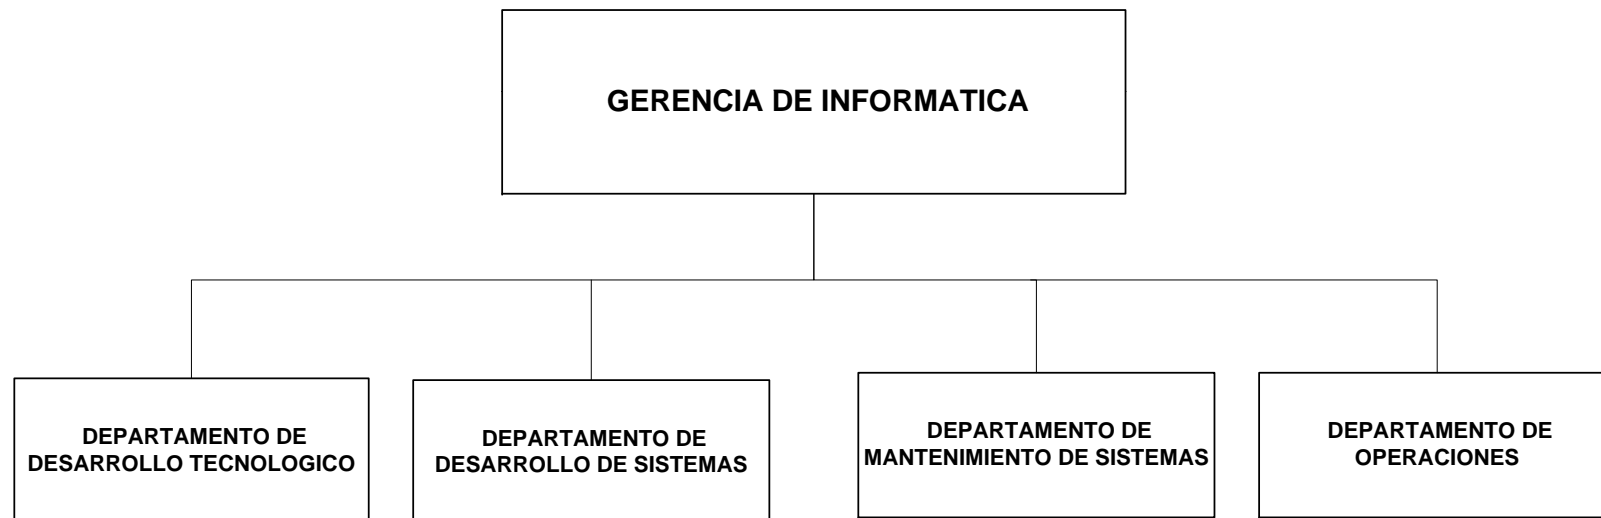 GERENCIA DE INFORMATICA
DEPARTAMENTO DE
DESARROLLO TECNOLOGICO
DEPARTAMENTO DE
DESARROLLO DE SISTEMAS
DEPARTAMENTO DE
MANTENIMIENTO DE SISTEMAS
DEPARTAMENTO DE
OPERACIONES